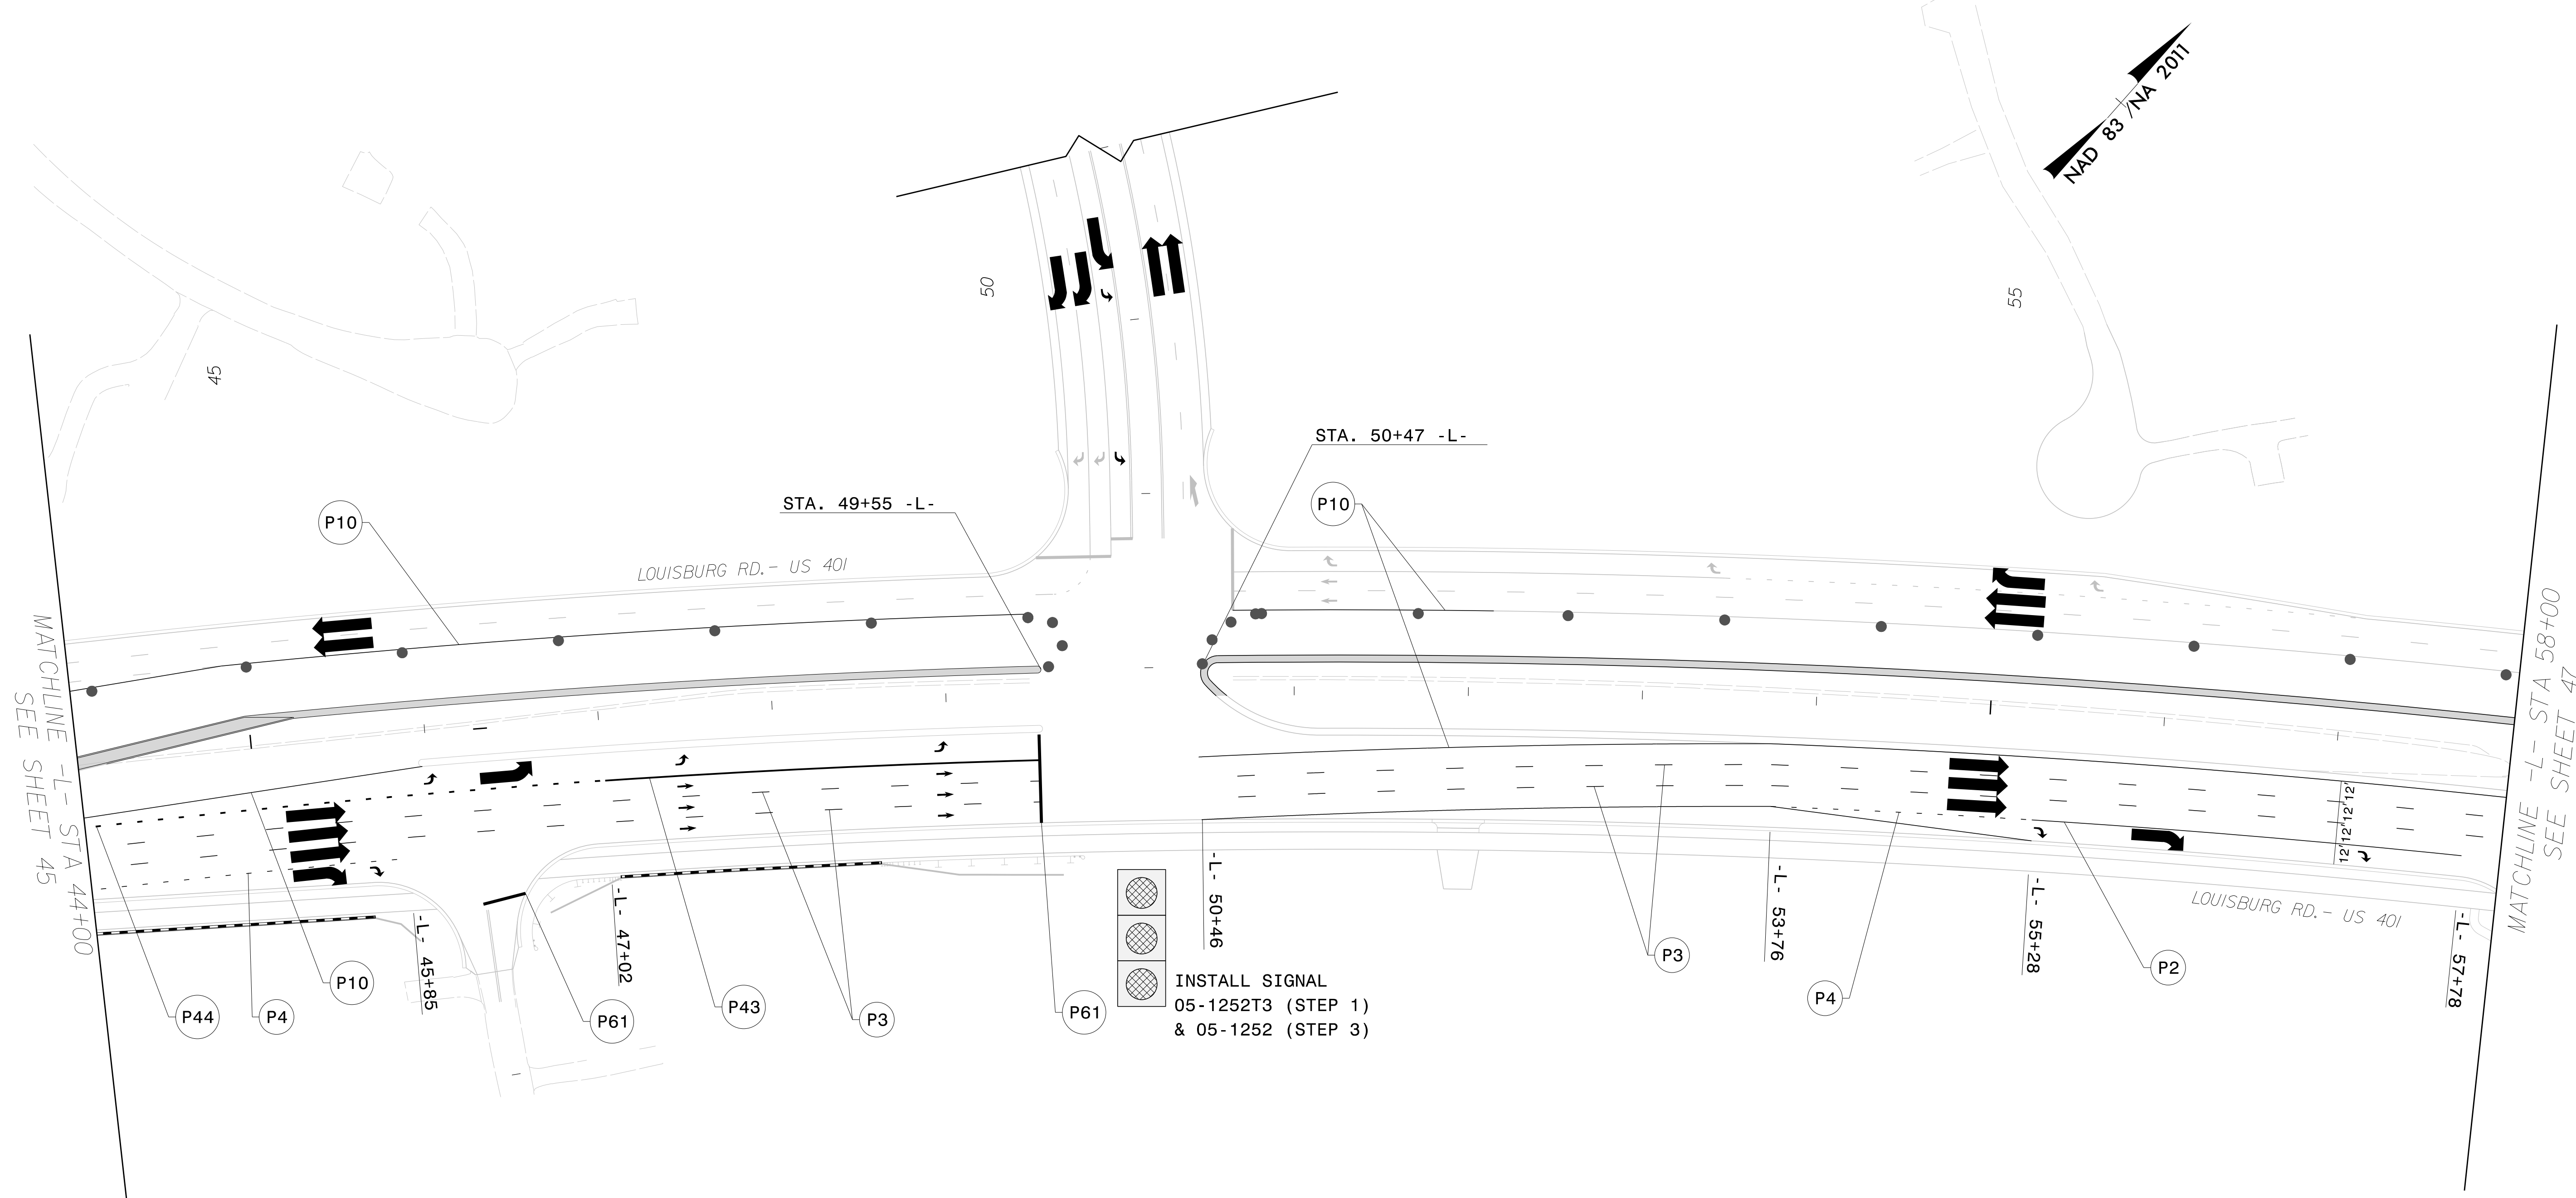 NAD 83 /NA 2011
50
55
45
STA. 50+47 -L-
STA. 49+55 -L-
P10
P10
LOUISBURG RD.- US 401
MATCHLINE -L- STA 44+00
SEE SHEET 45
MATCHLINE -L- STA 58+00
SEE SHEET 47
12' 12' 12' 12'
LOUISBURG RD.- US 401
-L- 45+85
-L- 47+02
-L- 50+46
-L- 53+76
-L- 55+28
-L- 57+78
P44
P4
P10
P61
P43
P3
P61
P3
P4
P2
INSTALL SIGNAL
05-1252T3 (STEP 1)
& 05-1252 (STEP 3)